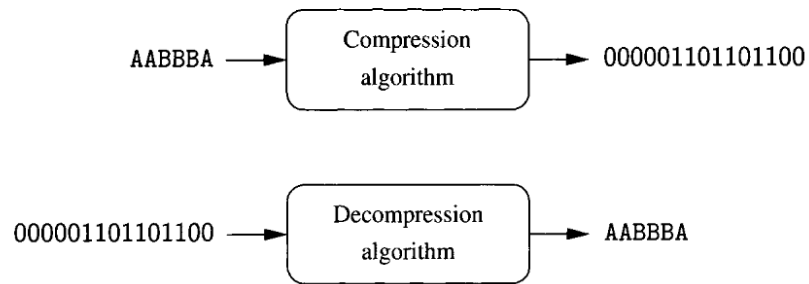 AABBBA
Compression
algorithm
000001101101100
000001101101100
Decompression
algorithm
AABBBA